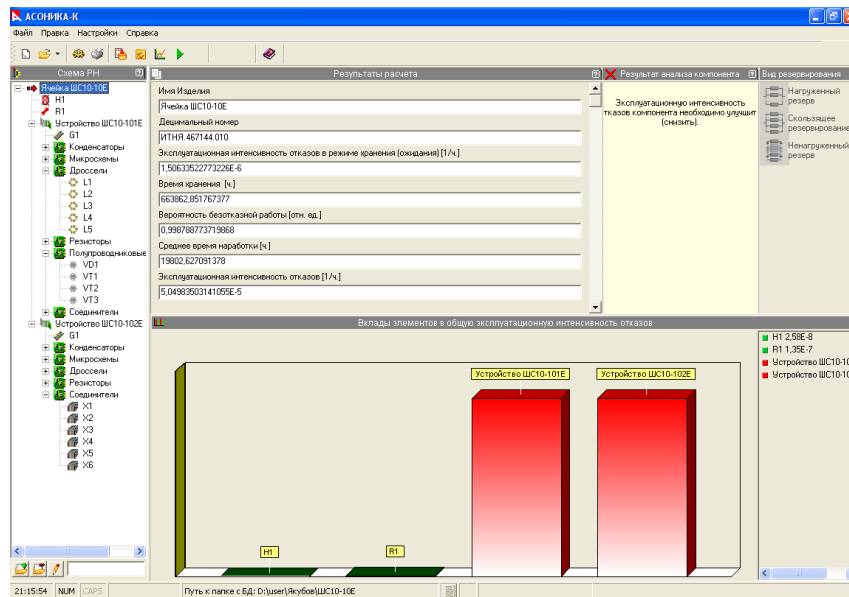 АСОНИКА-К
Файл Правка Настройки Справка
Схема РН
Ячейка ШС10-10Е
H1
R1
Устройство ШС10-101Е
G1
Конденсаторы
Микросхемы
Дроссели
L1
L2
L3
L4
L5
Резисторы
Полупроводниковые
VD1
VT1
VT2
VT3
Соединители
Устройство ШС10-102Е
G1
Конденсаторы
Микросхемы
Дроссели
Резисторы
Соединители
X1
X2
X3
X4
X5
X6
Результаты расчета
Имя Изделия
Ячейка ШС10-10Е
Децимальный номер
ИТНЯ.467144.010
Эксплуатационная интенсивность отказов в режиме хранения (ожидания) [1/ч.]
1,50633522773226E-6
Время хранения [ч.]
663862,851767377
Вероятность безотказной работы [отн. ед.]
0,998788773719868
Среднее время наработки [ч.]
19802,627091378
Эксплуатационная интенсивность отказов [1/ч.]
5,04983503141055E-5
Результат анализа компонента
Эксплуатационную интенсивность
тказов компонента необходимо улучшит
(снизить).
Вид резервирования
Нагруженный
резерв
Скользящее
резервирование
Ненагруженный
резерв
Вклады элементов в общую эксплуатационную интенсивность отказов
H1
R1
Устройство ШС10-101Е
Устройство ШС10-102Е
H1 2,58E-8
R1 1,35E-7
Устройство ШС10-10
Устройство ШС10-10
21:15:54 NUM CAPS Путь к папке с БД: D:\user\Якубов\ШС10-10Е